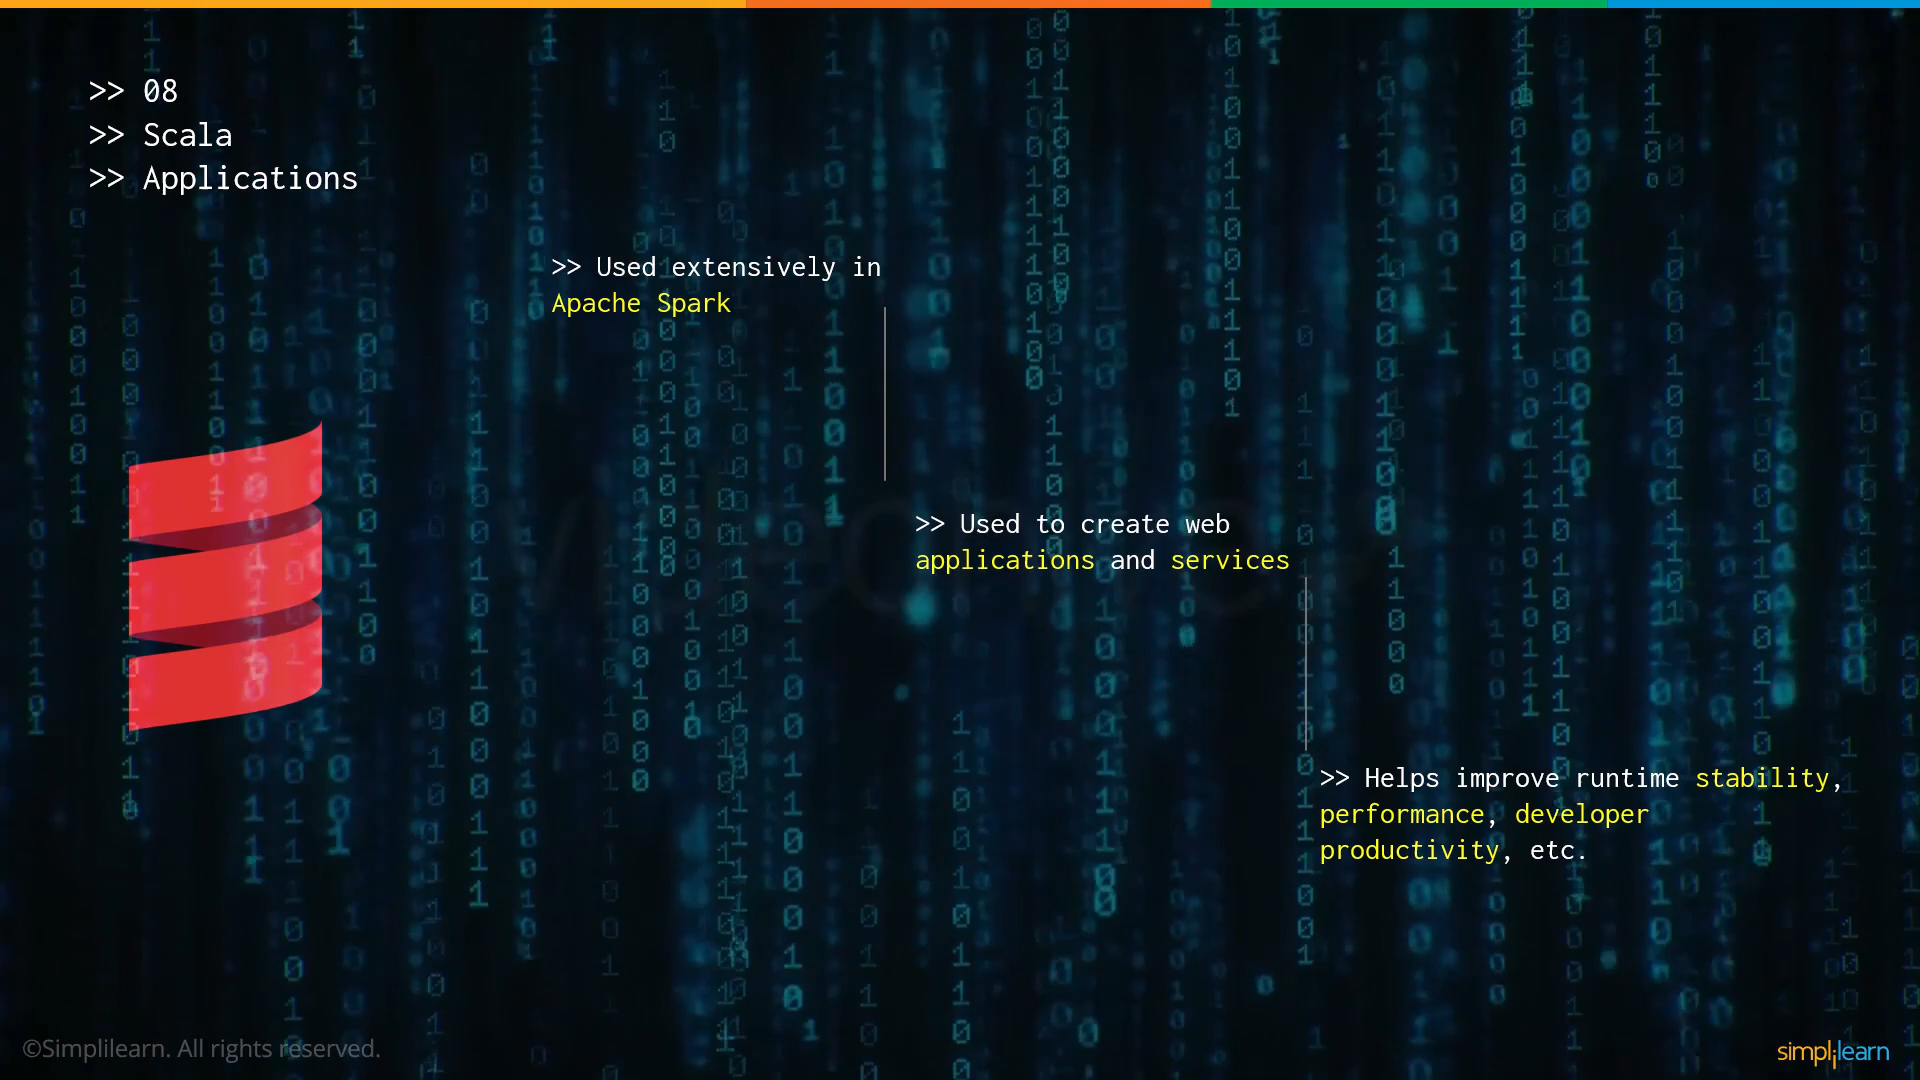 >> 08
>> Scala
>> Applications
>> Used extensively in
Apache Spark
>> Used to create web
applications and services
>> Helps improve runtime stability,
performance, developer
productivity, etc.
©Simplilearn. All rights reserved.
simplilearn